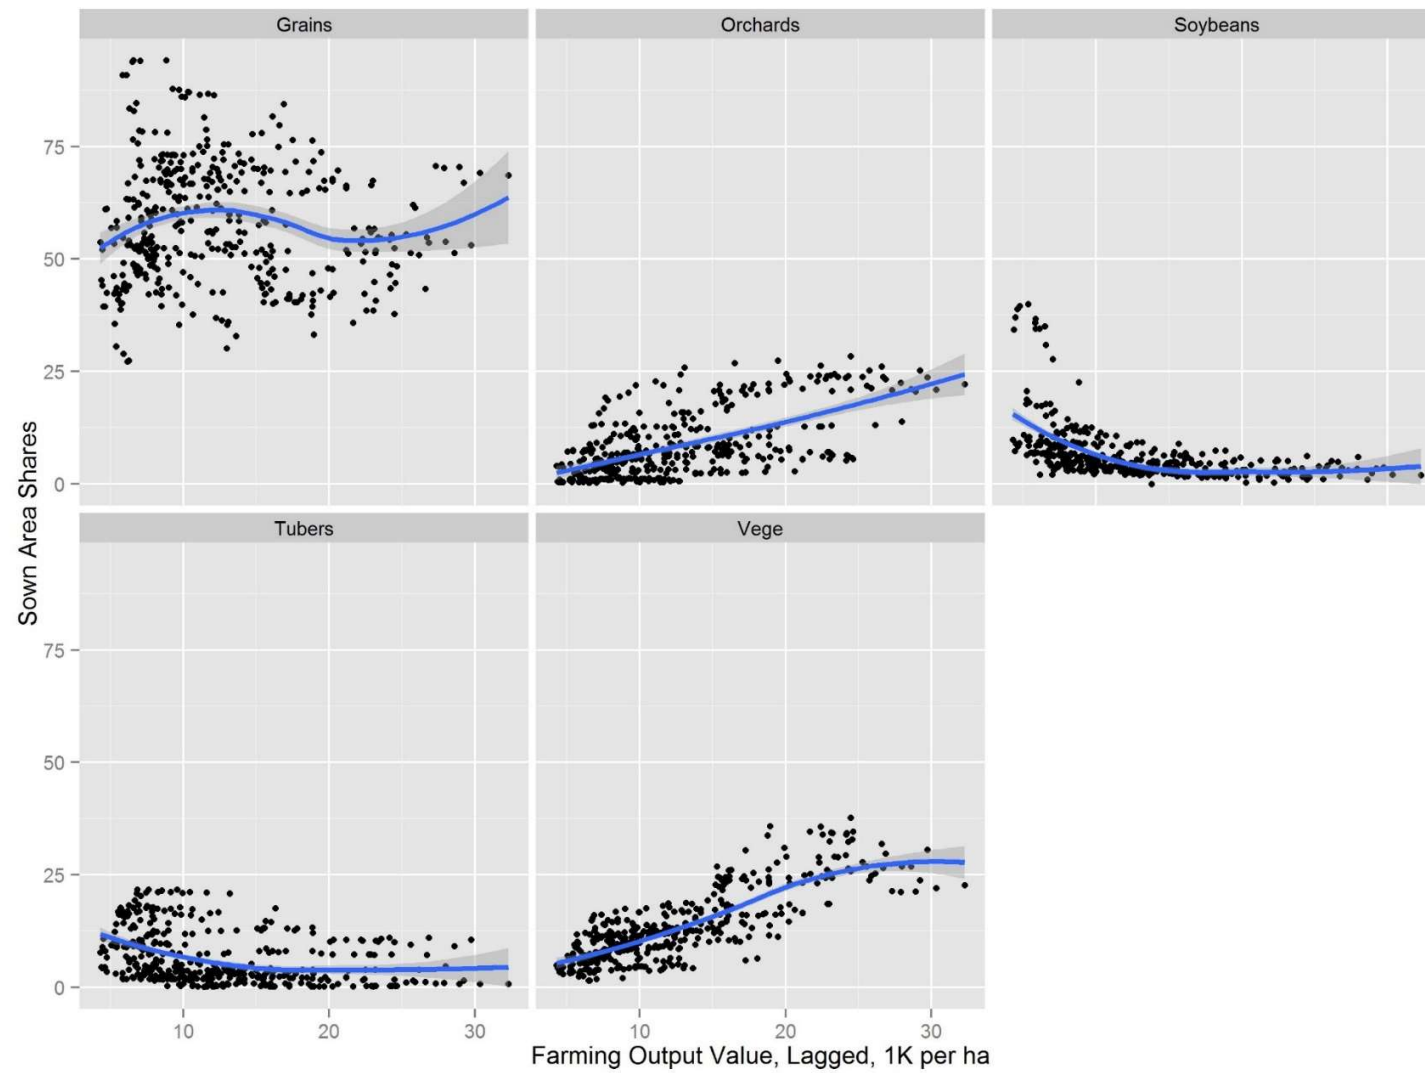 Grains Orchards Soybeans
75
50
25
0
Sown Area Shares
Tubers Vege
75
50
25
0
10 20 30 10 20 30
Farming Output Value, Lagged, 1K per ha